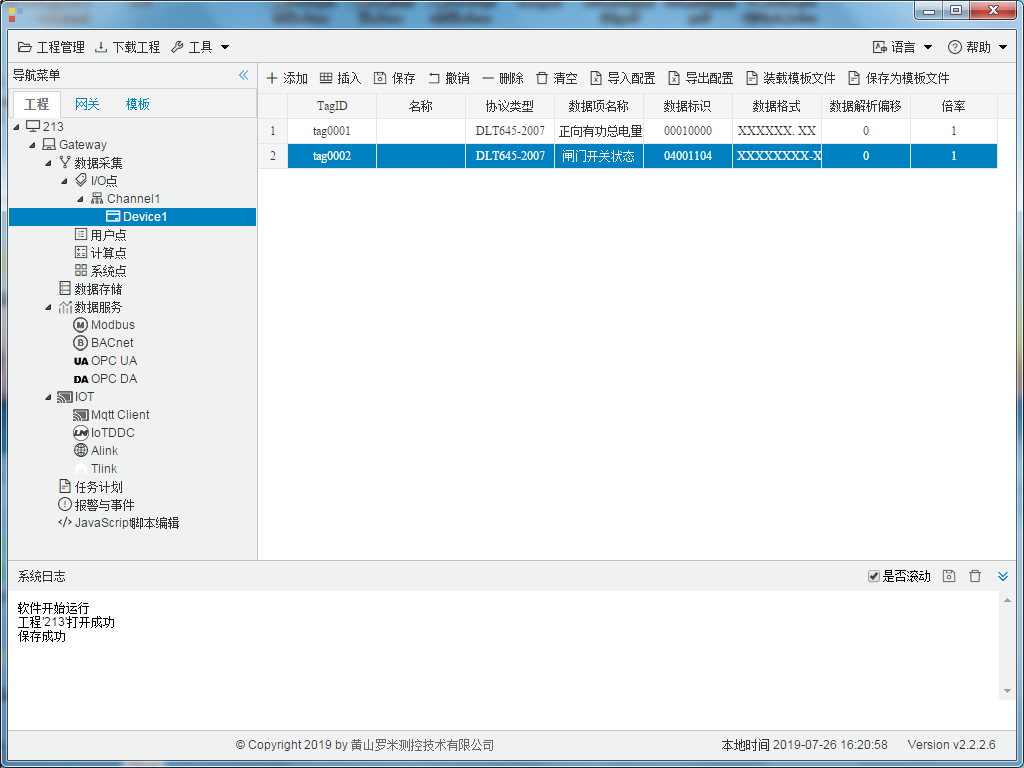 工程管理 下载工程 工具 语言 帮助
导航菜单
添加 插入 保存 撤销 删除 清空 导入配置 导出配置 装载模板文件 保存为模板文件
工程 网关 模板
TagID 名称 协议类型 数据项名称 数据标识 数据格式 数据解析偏移 倍率
1 tag0001 DLT645-2007 正向有功总电量 00010000 XXXXXX. XX 0 1
2 tag0002 DLT645-2007 闸门开关状态 04001104 XXXXXXXX-X 0 1
213
Gateway
数据采集
I/O点
Channel1
Device1
用户点
计算点
系统点
数据存储
数据服务
M Modbus
B BACnet
UA OPC UA
DA OPC DA
IOT
Mqtt Client
IoTDDC
Alink
Tlink
任务计划
报警与事件
JavaScript脚本编辑
系统日志 是否滚动
软件开始运行
工程'213'打开成功
保存成功
© Copyright 2019 by 黄山罗米测控技术有限公司 本地时间 2019-07-26 16:20:58 Version v2.2.2.6